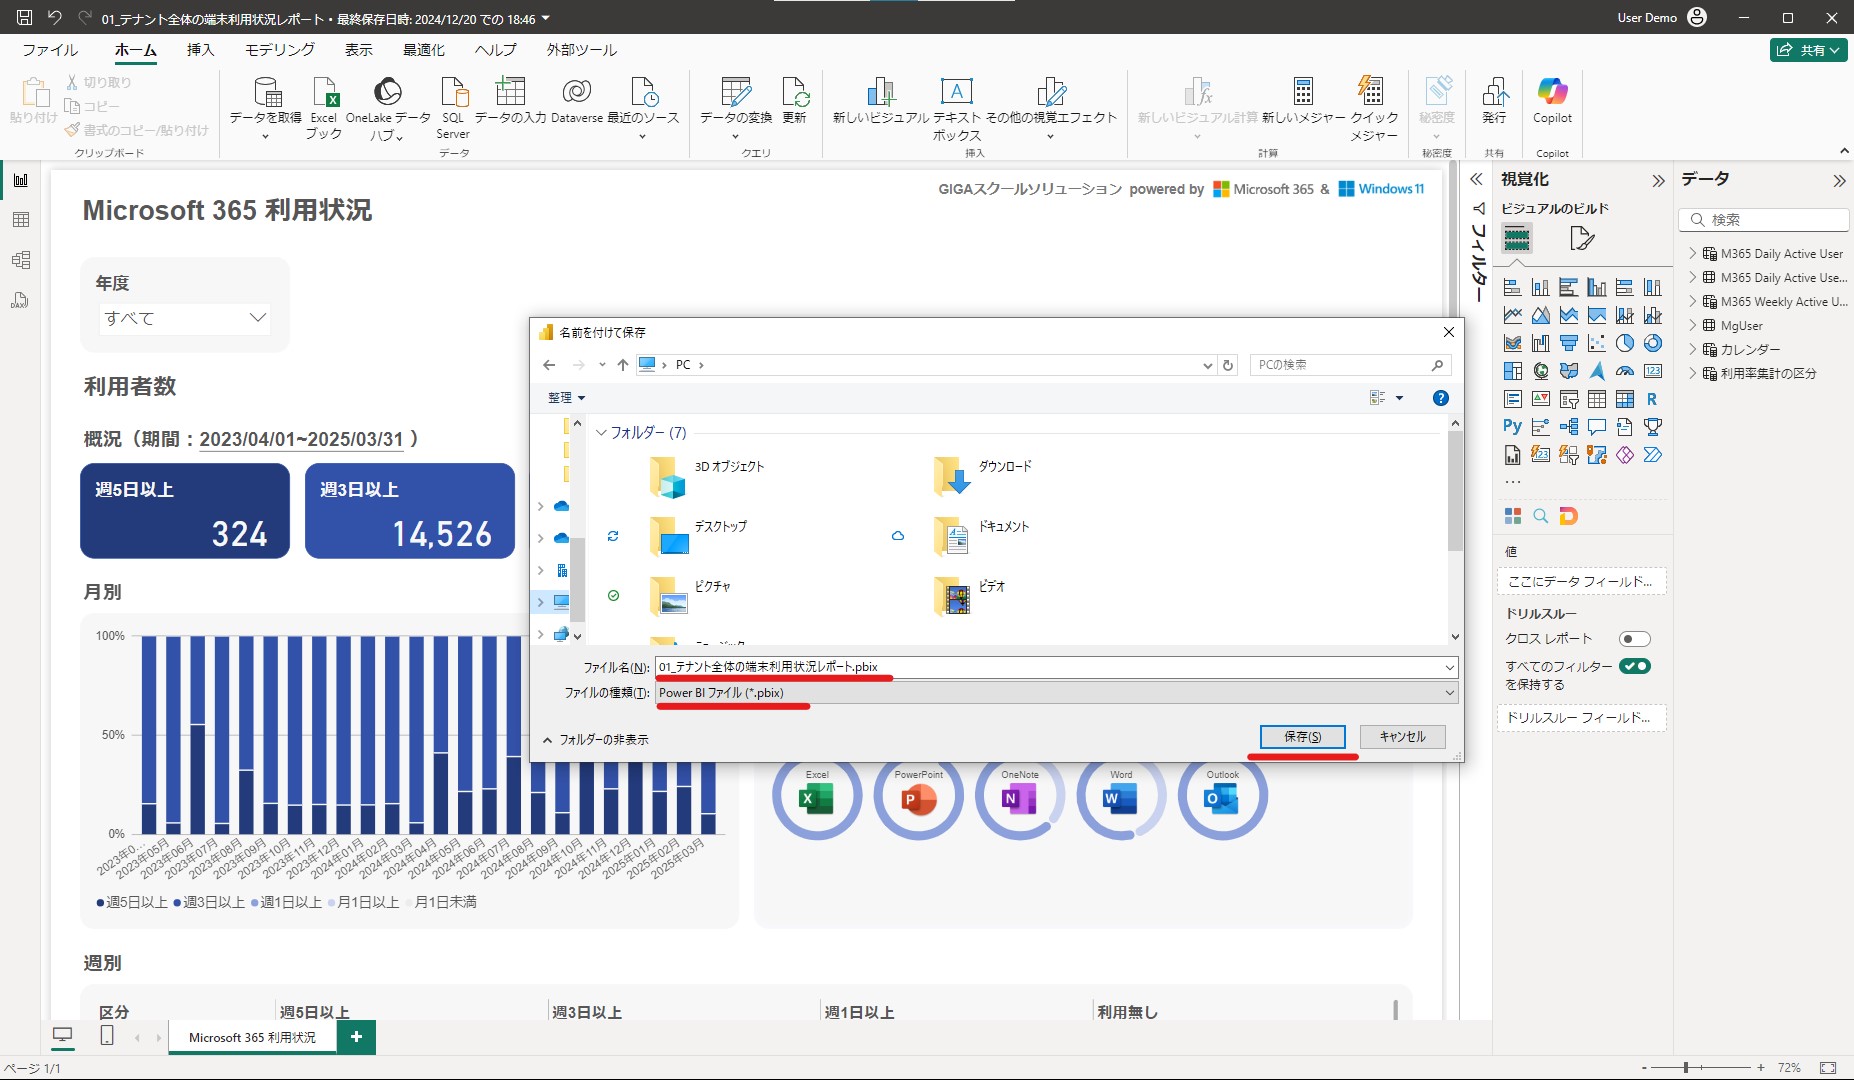 01_テナント全体の端末利用状況レポート • 最終保存日時: 2024/12/20 での 18:46
User Demo
ファイル ホーム 挿入 モデリング 表示 最適化 ヘルプ 外部ツール
共有
貼り付け
切り取り
コピー
書式のコピー/貼り付け
クリップボード
データを取得
Excel ブック
OneLake データ ハブ
SQL Server
データの入力
Dataverse
最近のソース
データ
データの変換
更新
クエリ
新しいビジュアル
テキスト ボックス
その他の視覚エフェクト
挿入
新しいビジュアル計算
新しいメジャー
クイック メジャー
計算
秘密度
秘密度
発行
共有
Copilot
Copilot
Microsoft 365 利用状況
GIGAスクールソリューション powered by Microsoft 365 & Windows 11
年度
すべて
利用者数
概況（期間：2023/04/01~2025/03/31 ）
週5日以上
324
週3日以上
14,526
月別
100%
50%
0%
2023年0...
2023年05月
2023年06月
2023年07月
2023年08月
2023年09月
2023年10月
2023年11月
2023年12月
2024年01月
2024年02月
2024年03月
2024年04月
2024年05月
2024年06月
2024年07月
2024年08月
2024年09月
2024年10月
2024年11月
2024年12月
2025年01月
2025年02月
2025年03月
週5日以上 週3日以上 週1日以上 月1日以上 月1日未満
Excel
PowerPoint
OneNote
Word
Outlook
週別
区分 週5日以上 週3日以上 週1日以上 利用無し
名前を付けて保存
PC
PCの検索
整理
フォルダー (7)
3D オブジェクト
ダウンロード
デスクトップ
ドキュメント
ピクチャ
ビデオ
ファイル名(N): 01_テナント全体の端末利用状況レポート.pbix
ファイルの種類(T): Power BI ファイル (*.pbix)
フォルダーの非表示
保存(S)
キャンセル
フィルター
視覚化
ビジュアルのビルド
R
Py
123
...
値
ここにデータ フィールド...
ドリルスルー
クロス レポート
すべてのフィルター
を保持する
ドリルスルー フィールド...
データ
検索
M365 Daily Active User
M365 Daily Active Use...
M365 Weekly Active U...
MgUser
カレンダー
利用率集計の区分
Microsoft 365 利用状況
ページ 1/1
72%